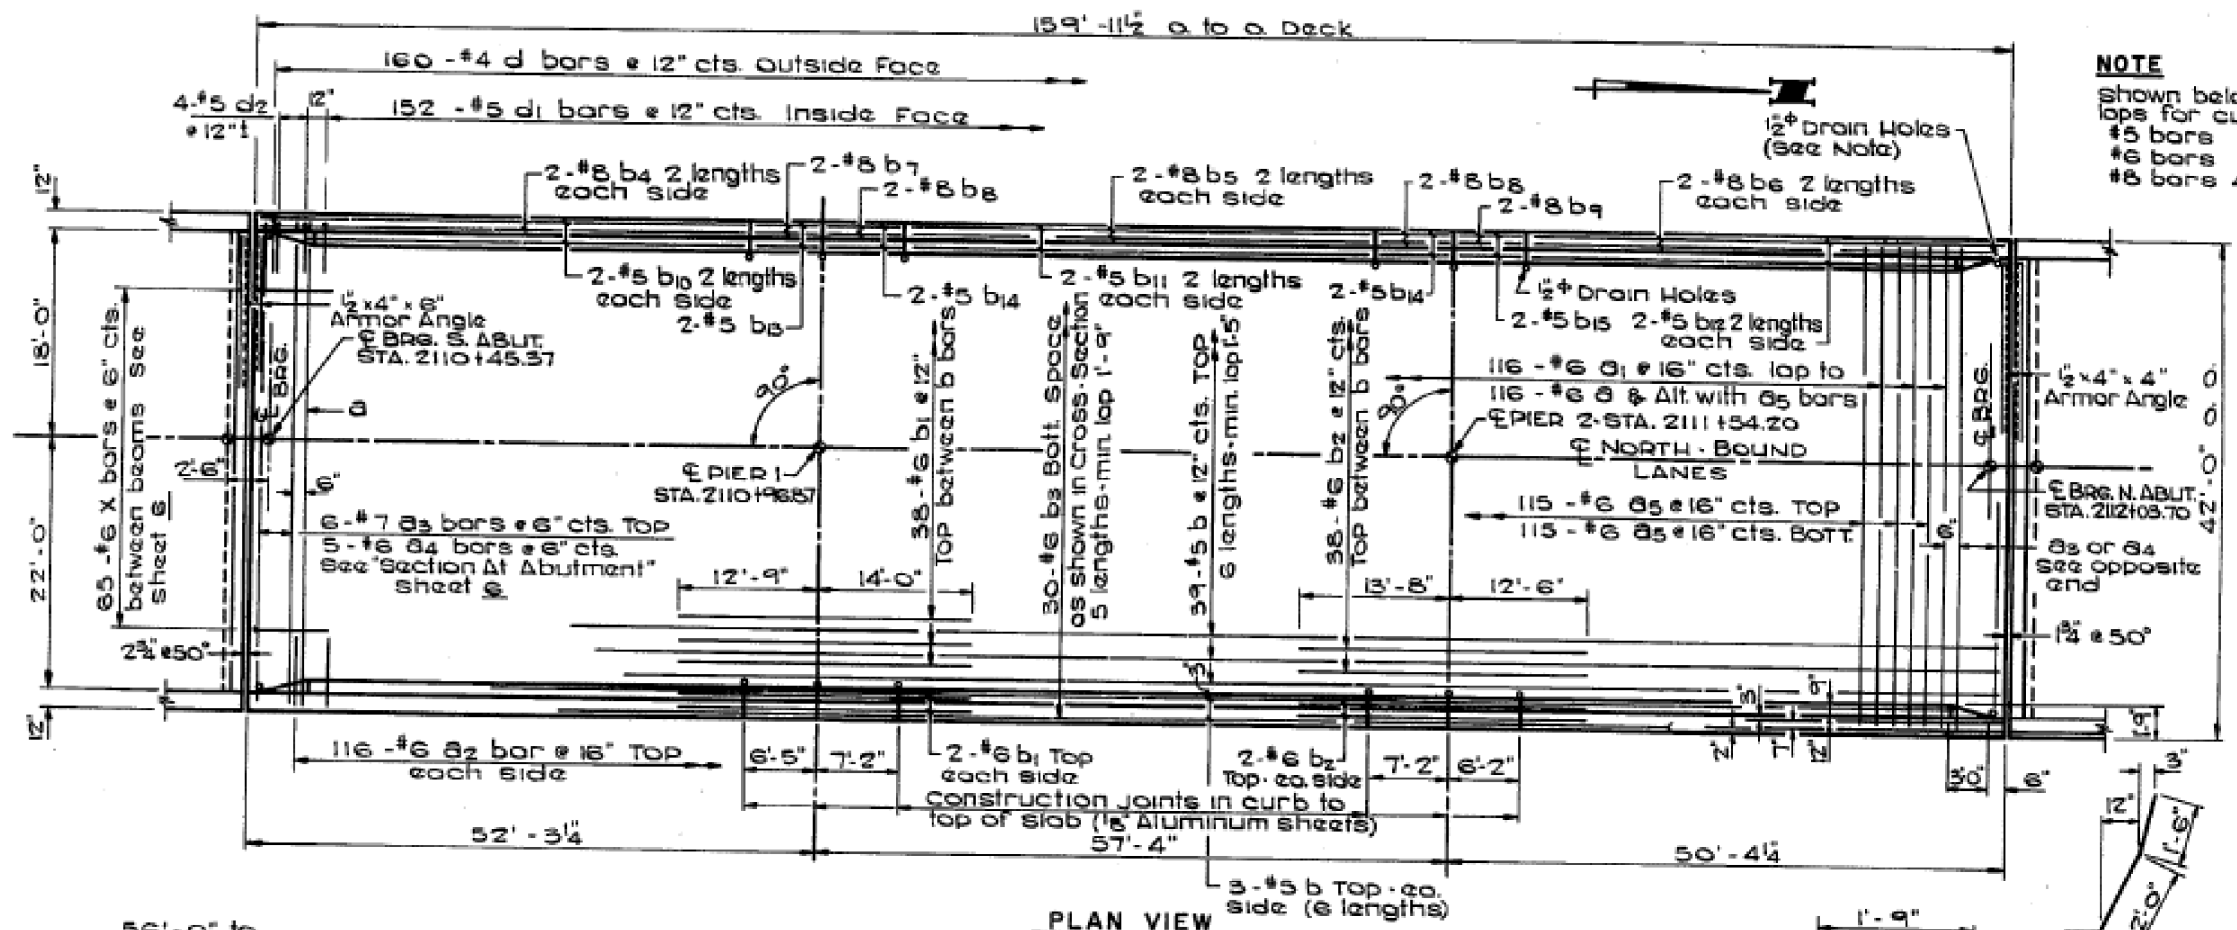 159'-11½" o. to o. Deck
160 - #4 d bars @ 12" cts. Outside Face
NOTE
4-#5 d2
@ 12"±
12"
152 - #5 d1 bars @ 12" cts. Inside Face
Shown
laps for
#5 bars
#6 bars
#8 bars
1½"ϕ Drain Holes
(See Note)
12"
2-#8 b4 2 lengths
each side
2-#8 b7
2-#8 b8
2-#8 b5 2 lengths
each side
2-#8 b8
2-#8 b9
2-#8 b6 2 lengths
each side
2-#5 b10 2 lengths
each side
2-#5 b13
2-#5 b14
2-#5 b11 2 lengths
each side
2-#5 b14
1½"ϕ Drain Holes
2-#5 b15
2-#5 b12 2 lengths
each side
18'-0"
65-#6 X bars @ 6" cts.
between beams see
sheet 6
Armor Angle
℄ BRG. S. ABUT.
STA. 2110+45.37
℄ BRG.
a
90°
38-#6 b1 @ 12"
TOP between b bars
30-#6 b3 Bott. space
as shown in Cross-Section
5 lengths-min. lap 1'-9"
39-#5 b @ 12" cts. TOP
6 lengths-min. lap 1'-5"
38-#6 b2 @ 12" cts.
TOP between b bars
116 - #6 a1 @ 16" cts. lap to
116 - #6 a & Alt. with a5 bars
90°
℄ PIER 2-STA. 2111+54.20
℄ NORTH-BOUND
LANES
℄ BRG.
Armor Angle
2'-6"
6"
℄ PIER 1
STA. 2110+96.87
℄ BRG. N. ABUT.
STA. 2112+03.70
42'-0"
22'-0"
6-#7 a3 bars @ 6" cts. TOP
5-#6 a4 bars @ 6" cts.
See "Section At Abutment"
Sheet 6
115 - #6 a5 @ 16" cts. TOP
115 - #6 a5 @ 16" cts. BOTT.
6"
a3 or a4
See opposite
end
12'-9"
14'-0"
13'-8"
12'-6"
2¾" @ 50°
1¾" @ 50°
12"
3"
9"
116 - #6 a2 bar @ 16" TOP
each side
6'-5"
7'-2"
2-#6 b1 Top
each side
2-#6 b2
Top-ea. side
7'-2"
6'-2"
2"
7"
3'0"
6"
Construction joints in curb to
top of slab (⅛" Aluminum sheets)
52'-3¼"
57'-4"
50'-4¼"
3"
12"
1'-6"
2'-0"
3-#5 b TOP-ea.
side (6 lengths)
PLAN VIEW
1'-9"